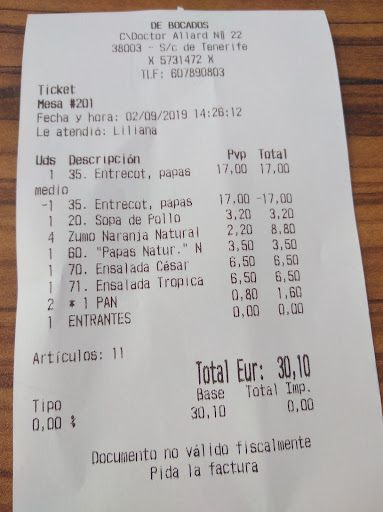 DE BOCADOS
C\Doctor Allard Nº 22
38003 - S/c de Tenerife
X 5731472 X
TLF: 607890803
Ticket
Mesa #201
Fecha y hora: 02/09/2019 14:26:12
Le atendió: Liliana
Uds Descripción Pvp Total
1 35. Entrecot, papas 17,00 17,00
medio
-1 35. Entrecot, papas 17,00 -17,00
1 20. Sopa de Pollo 3,20 3,20
4 Zumo Naranja Natural 2,20 8,80
1 60. "Papas Natur." N 3,50 3,50
1 70. Ensalada César 6,50 6,50
1 71. Ensalada Tropica 6,50 6,50
2 * 1 PAN 0,80 1,60
1 ENTRANTES 0,00 0,00
Artículos: 11
Total Eur: 30,10
Tipo Base Total Imp.
0,00 % 30,10 0,00
Documento no válido fiscalmente
Pida la factura